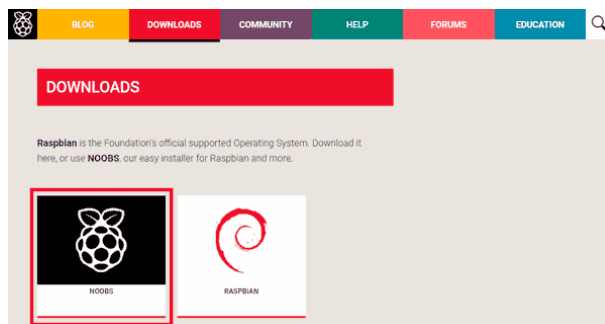 BLOG DOWNLOADS COMMUNITY HELP FORUMS EDUCATION
DOWNLOADS
Raspbian is the Foundation's official supported Operating System. Download it
here, or use NOOBS, our easy installer for Raspbian and more.
NOOBS RASPBIAN